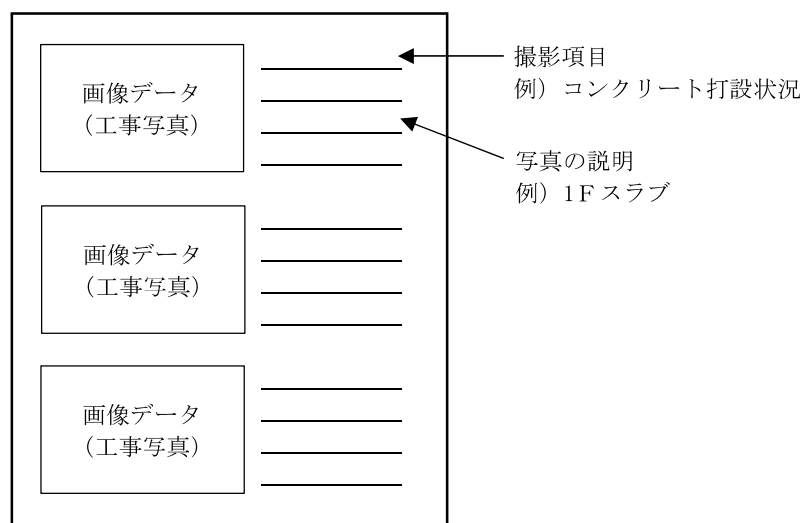 画像データ
（工事写真）
撮影項目
例）コンクリート打設状況
写真の説明
例）1Fスラブ
画像データ
（工事写真）
画像データ
（工事写真）